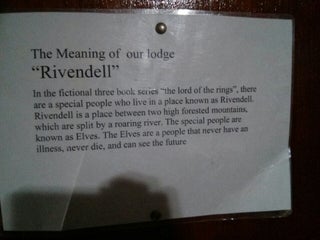 The Meaning of our lodge
“Rivendell”
In the fictional three book series “the lord of the rings”, there
are a special people who live in a place known as Rivendell.
Rivendell is a place between two high forested mountains,
which are split by a roaring river. The special people are
known as Elves. The Elves are a people that never have an
illness, never die, and can see the future